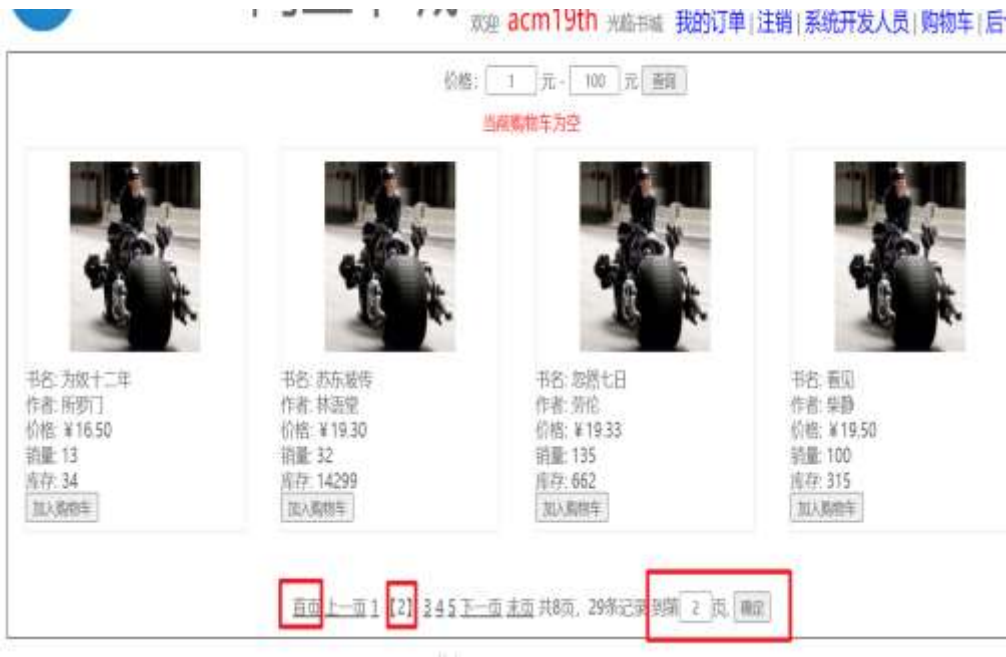 欢迎 acm19th 光临书城 我的订单 | 注销 | 系统开发人员 | 购物车 | 后
价格: 1 元 - 100 元 查询
当前购物车为空
书名: 为奴十二年
作者: 所罗门
价格: ¥16.50
销量: 13
库存: 34
加入购物车
书名: 苏东坡传
作者: 林语堂
价格: ¥19.30
销量: 32
库存: 14299
加入购物车
书名: 忽然七日
作者: 劳伦
价格: ¥19.33
销量: 135
库存: 662
加入购物车
书名: 看见
作者: 柴静
价格: ¥19.50
销量: 100
库存: 315
加入购物车
首页 上一页 1 【2】 3 4 5 下一页 末页 共8页, 29条记录 到第 2 页, 确定